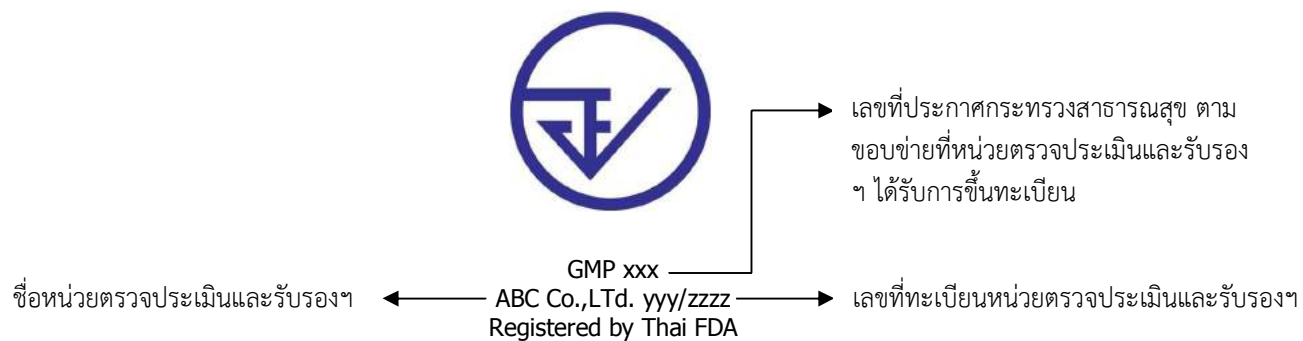 เลขที่ประกาศกระทรวงสาธารณสุข ตาม
ขอบข่ายที่หน่วยตรวจประเมินและรับรอง
ฯ ได้รับการขึ้นทะเบียน
GMP xxx
ชื่อหน่วยตรวจประเมินและรับรองฯ
ABC Co.,LTd. yyy/zzzz
เลขที่ทะเบียนหน่วยตรวจประเมินและรับรองฯ
Registered by Thai FDA